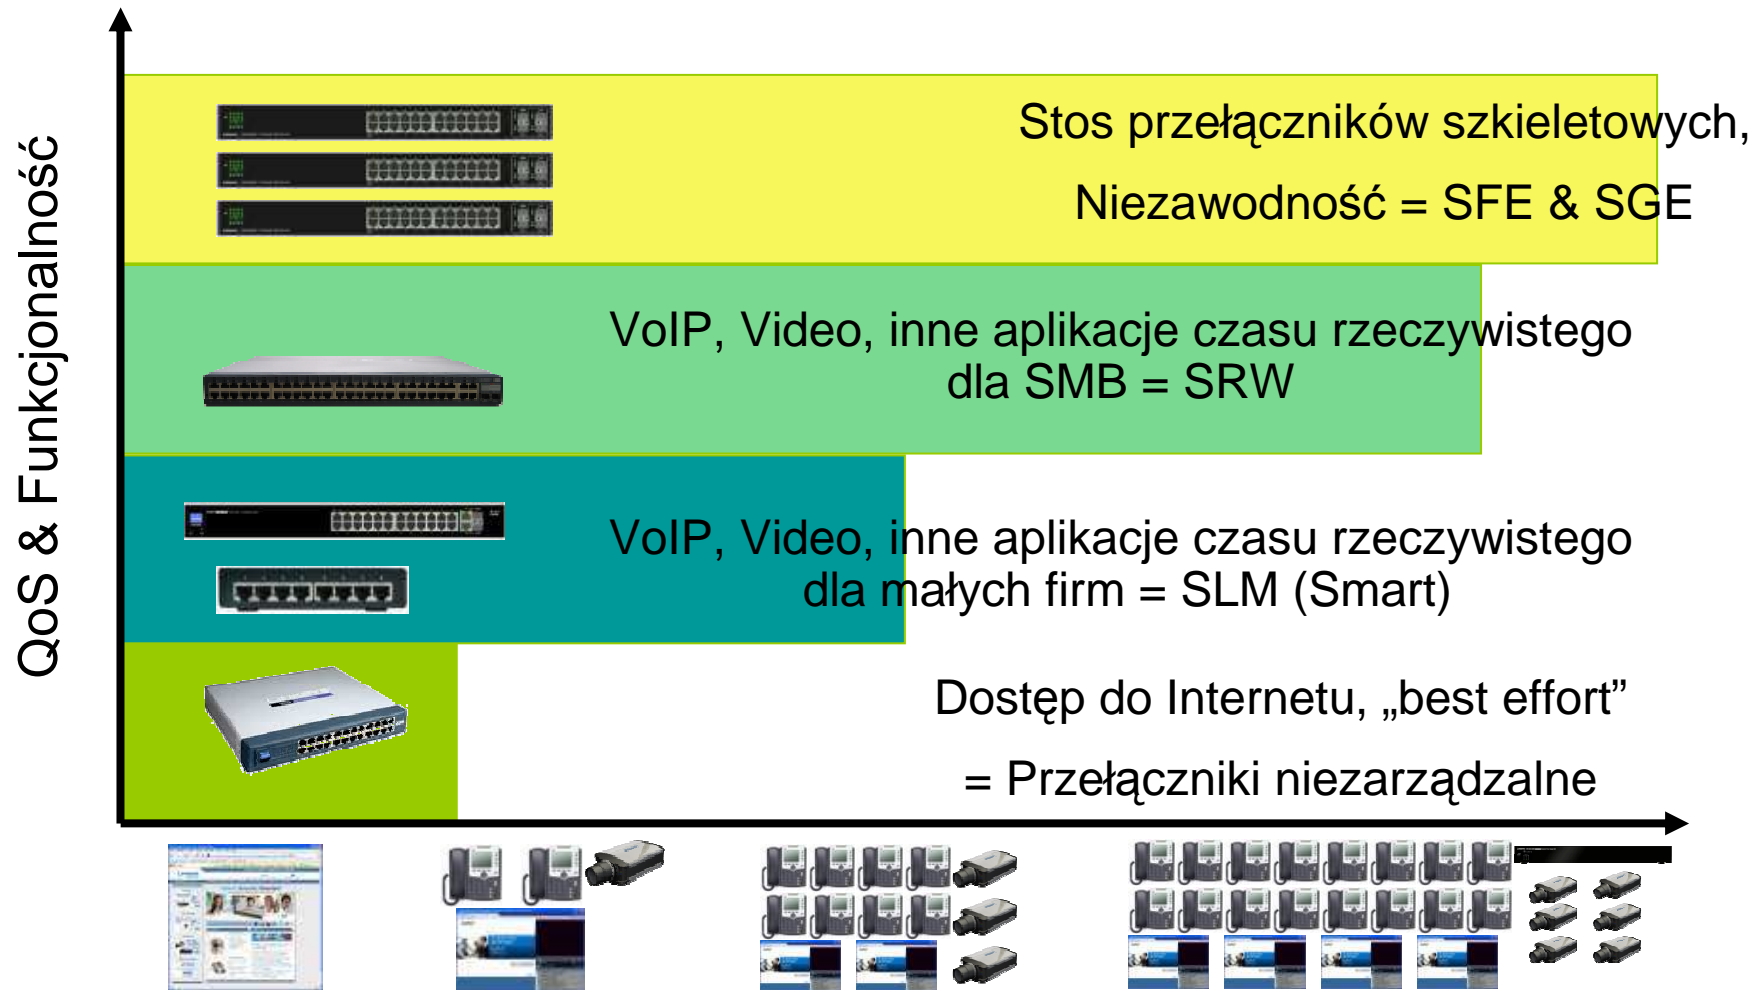 QoS & Funkcjonalność
Stos przełączników szkieletowych,
Niezawodność = SFE & SGE
VoIP, Video, inne aplikacje czasu rzeczywistego
dla SMB = SRW
VoIP, Video, inne aplikacje czasu rzeczywistego
dla małych firm = SLM (Smart)
Dostęp do Internetu, „best effort”
= Przełączniki niezarządzalne